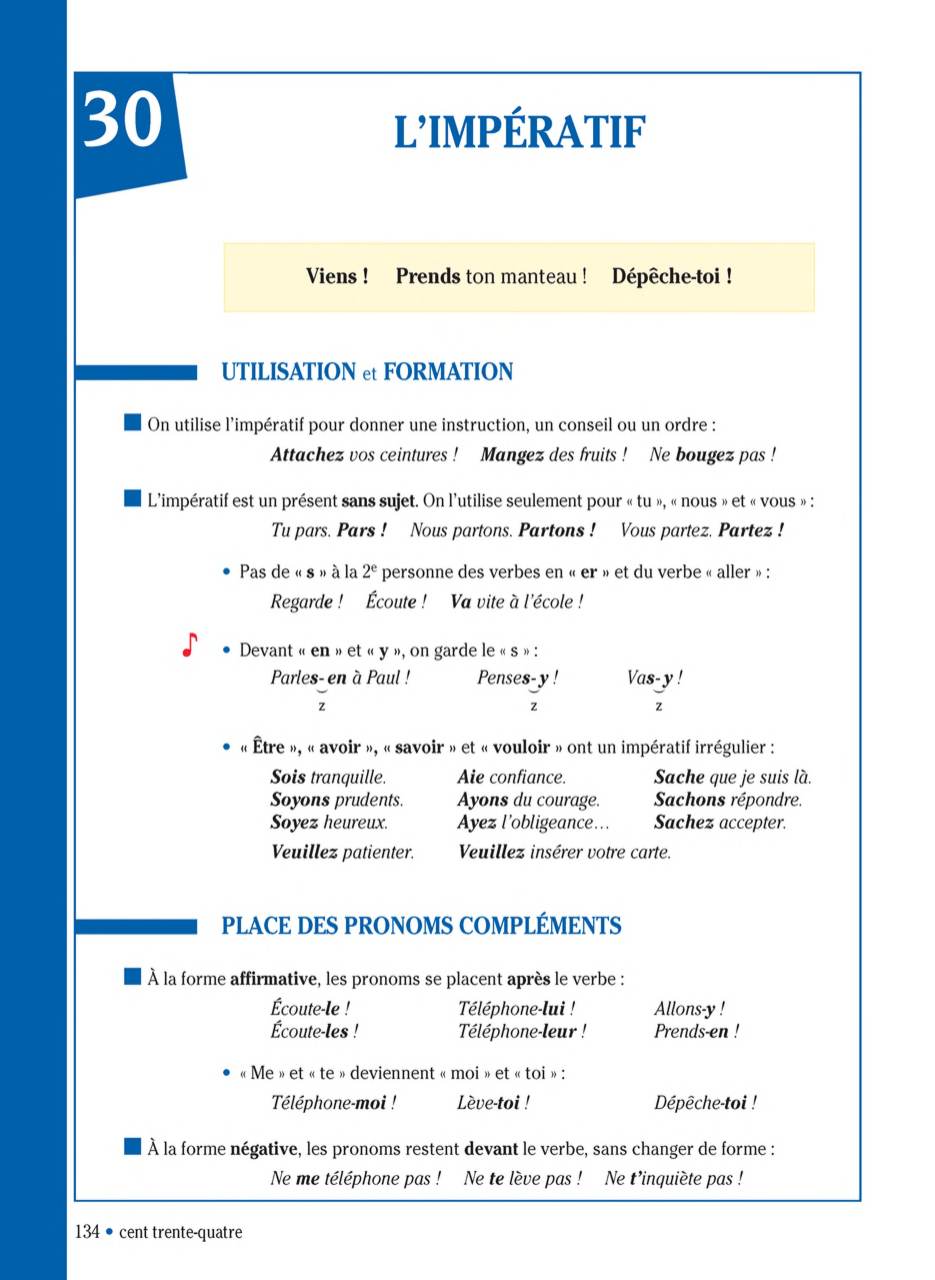 30
L'IMPÉRATIF
Viens ! Prends ton manteau ! Dépêche-toi !
UTILISATION et FORMATION
On utilise l'impératif pour donner une instruction, un conseil ou un ordre :
Attachez vos ceintures ! Mangez des fruits ! Ne bougez pas !
L'impératif est un présent sans sujet. On l'utilise seulement pour « tu », « nous » et « vous » :
Tu pars. Pars ! Nous partons. Partons ! Vous partez. Partez !
• Pas de « s » à la 2e personne des verbes en « er » et du verbe « aller » :
Regarde ! Écoute ! Va vite à l'école !
• Devant « en » et « y », on garde le « s » :
Parles-en à Paul ! Penses-y ! Vas-y !
z z z
• « Être », « avoir », « savoir » et « vouloir » ont un impératif irrégulier :
Sois tranquille. Aie confiance. Sache que je suis là.
Soyons prudents. Ayons du courage. Sachons répondre.
Soyez heureux. Ayez l'obligeance… Sachez accepter.
Veuillez patienter. Veuillez insérer votre carte.
PLACE DES PRONOMS COMPLÉMENTS
À la forme affirmative, les pronoms se placent après le verbe :
Écoute-le ! Téléphone-lui ! Allons-y !
Écoute-les ! Téléphone-leur ! Prends-en !
• « Me » et « te » deviennent « moi » et « toi » :
Téléphone-moi ! Lève-toi ! Dépêche-toi !
À la forme négative, les pronoms restent devant le verbe, sans changer de forme :
Ne me téléphone pas ! Ne te lève pas ! Ne t'inquiète pas !
134 • cent trente-quatre